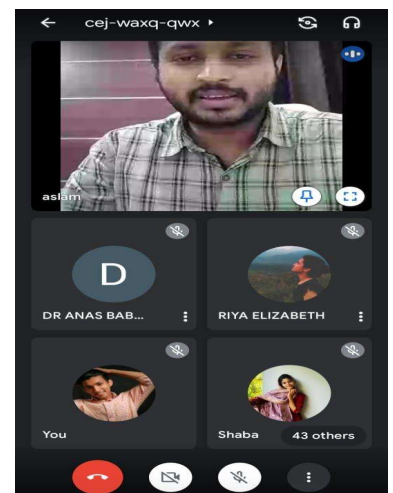 cej-waxq-qwx
aslam
D
DR ANAS BAB...
RIYA ELIZABETH
You
Shaba
43 others